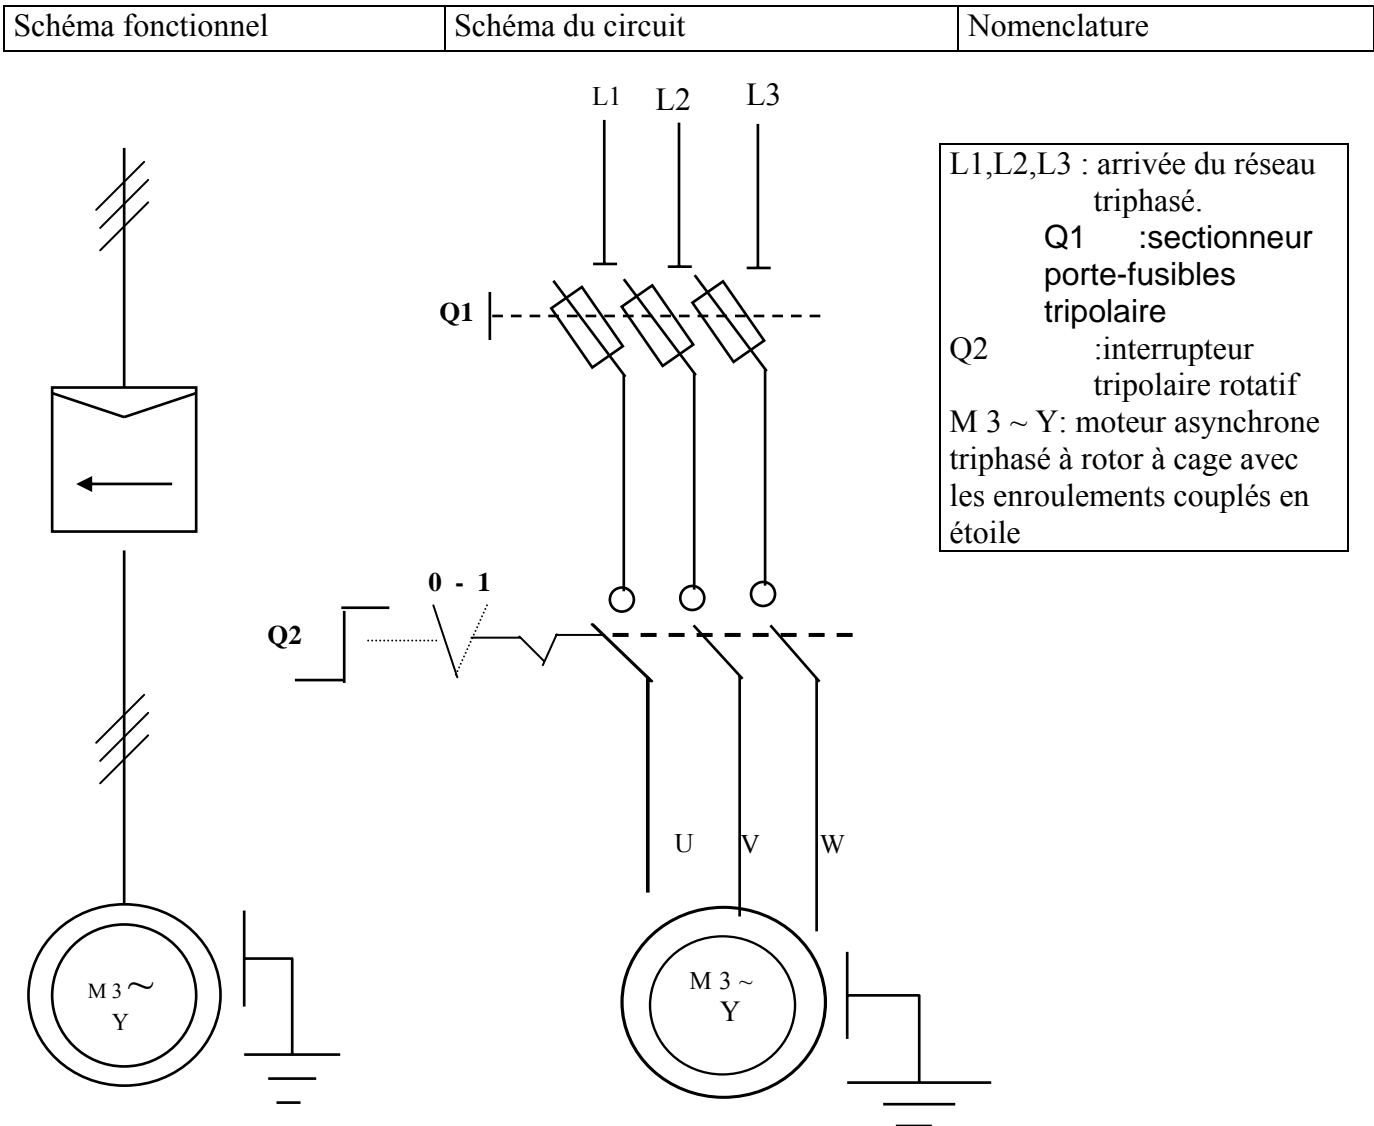 Schéma fonctionnel
Schéma du circuit
Nomenclature
L1 L2 L3
L1,L2,L3 : arrivée du réseau
triphasé.
Q1 :sectionneur
porte-fusibles
tripolaire
Q2 :interrupteur
tripolaire rotatif
M 3 ~ Y: moteur asynchrone
triphasé à rotor à cage avec
les enroulements couplés en
étoile
Q1
0 - 1
Q2
U V W
M 3 ~
Y
M 3 ~
Y